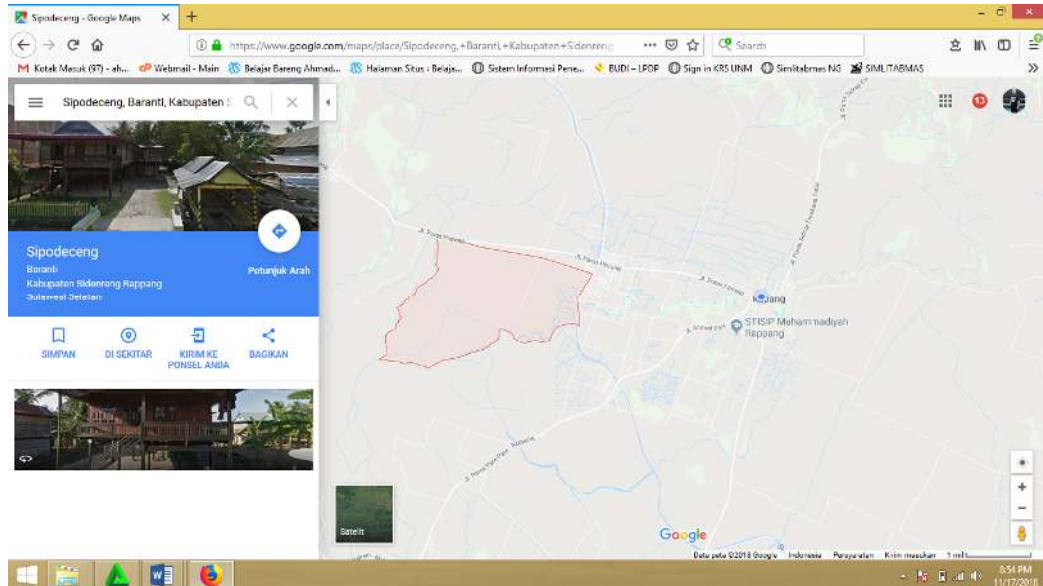 Sipodeceng - Google Maps
https://www.google.com/maps/place/Sipodeceng,+Baranti,+Kabupaten+Sidenreng
Search
Kotak Masuk (97) - ah...
Webmail - Main
Belajar Bareng Ahmad...
Halaman Situs : Belaja...
Sistem Informasi Pene...
BUDI – LPDP
Sign in KRS UNM
Simlitabmas NG
SIMLITABMAS
Sipodeceng, Baranti, Kabupaten S
13
Sipodeceng
Baranti
Kabupaten Sidenreng Rappang
Sulawesi Selatan
Petunjuk Arah
SIMPAN
DI SEKITAR
KIRIM KE
PONSEL ANDA
BAGIKAN
STISIP Muhammadiyah
Rappang
Satelit
Google
Data peta ©2018 Google
Indonesia
Persyaratan
Kirim masukan
1 mil
8:54 PM
11/17/2018